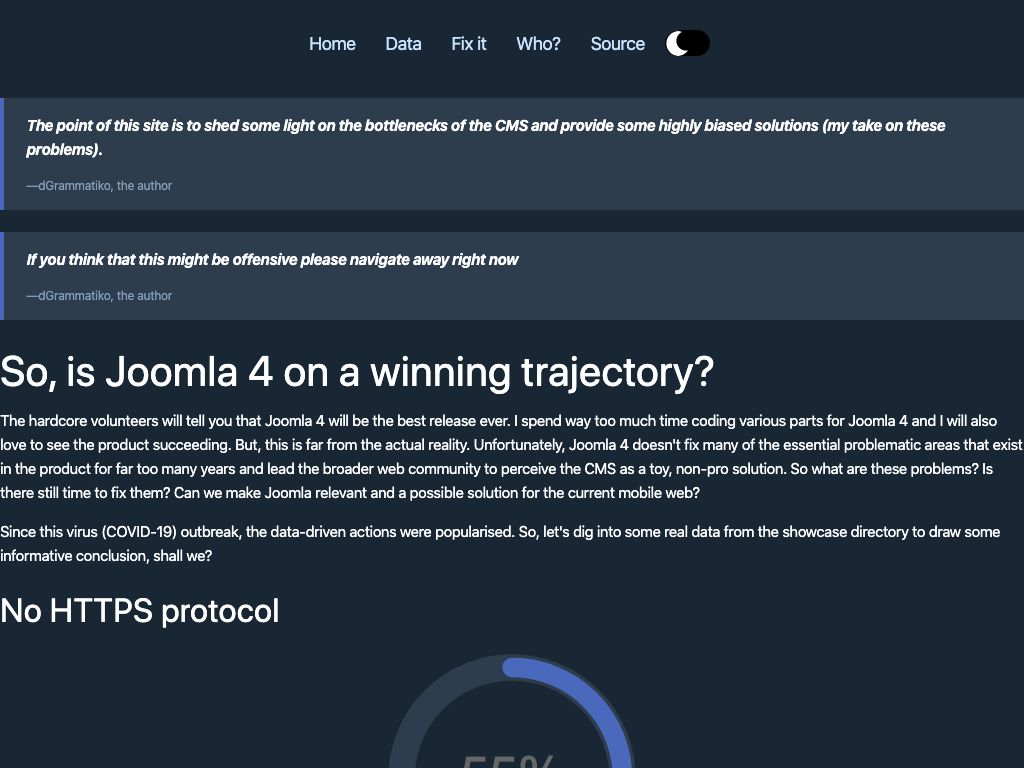 Home Data Fix it Who? Source
The point of this site is to shed some light on the bottlenecks of the CMS and provide some highly biased solutions (my take on these
problems).
—dGrammatiko, the author
If you think that this might be offensive please navigate away right now
—dGrammatiko, the author
So, is Joomla 4 on a winning trajectory?
The hardcore volunteers will tell you that Joomla 4 will be the best release ever. I spend way too much time coding various parts for Joomla 4 and I will also
love to see the product succeeding. But, this is far from the actual reality. Unfortunately, Joomla 4 doesn't fix many of the essential problematic areas that exist
in the product for far too many years and lead the broader web community to perceive the CMS as a toy, non-pro solution. So what are these problems? Is
there still time to fix them? Can we make Joomla relevant and a possible solution for the current mobile web?
Since this virus (COVID-19) outbreak, the data-driven actions were popularised. So, let's dig into some real data from the showcase directory to draw some
informative conclusion, shall we?
No HTTPS protocol
55%